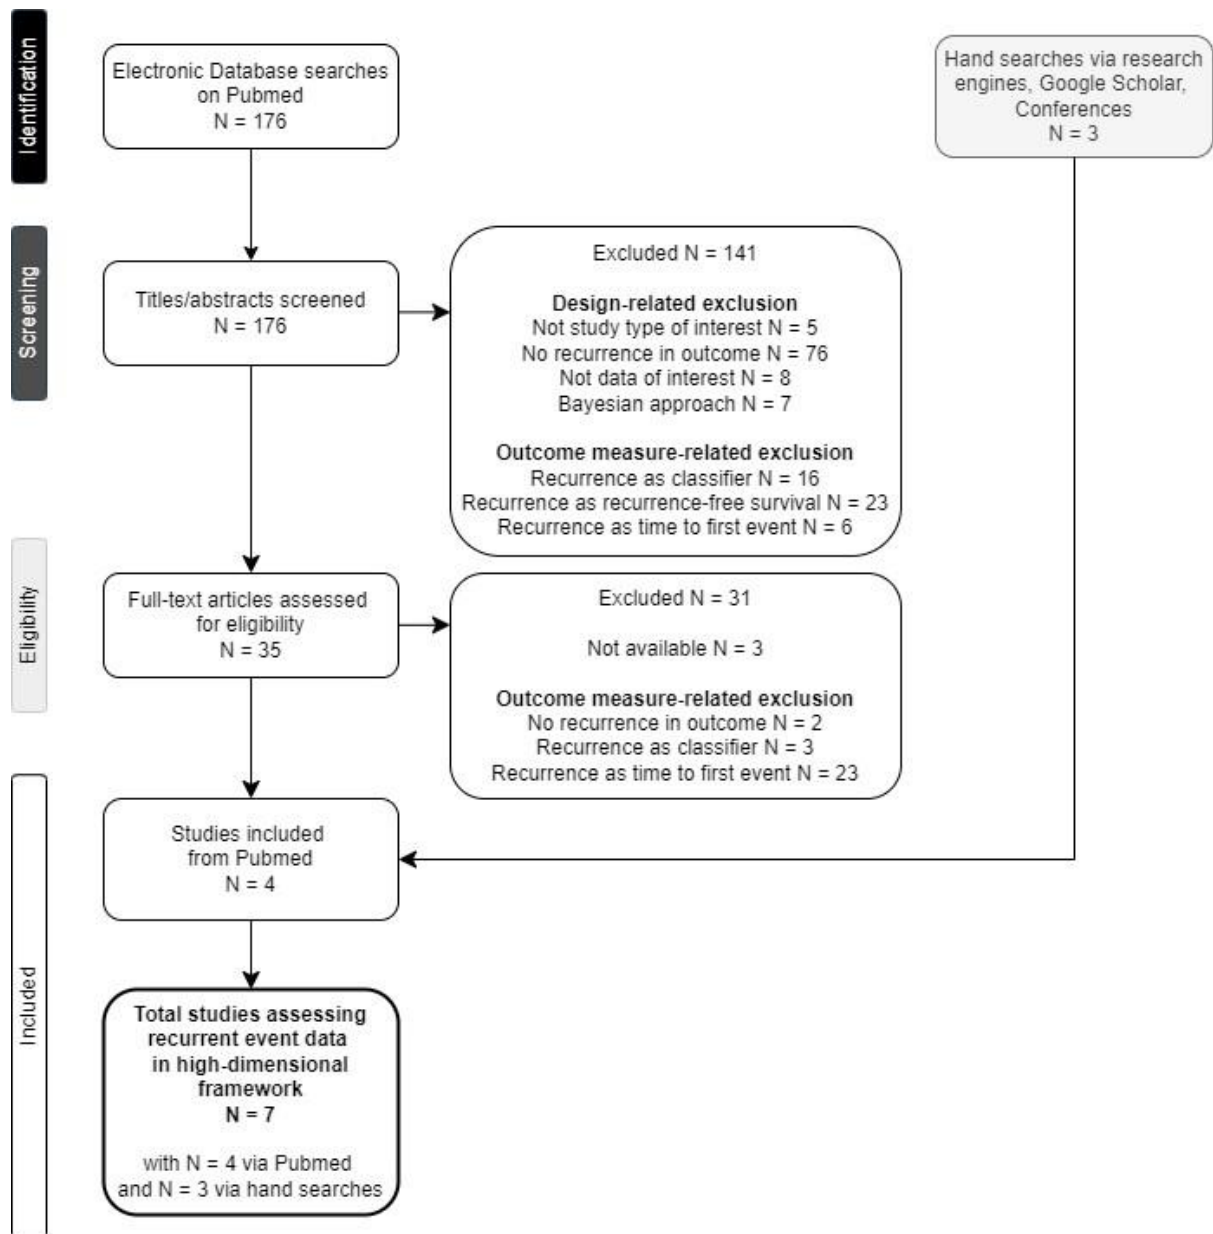 Identification
Electronic Database searches
on Pubmed
N = 176
Hand searches via research
engines, Google Scholar,
Conferences
N = 3
Screening
Titles/abstracts screened
N = 176
Excluded N = 141
Design-related exclusion
Not study type of interest N = 5
No recurrence in outcome N = 76
Not data of interest N = 8
Bayesian approach N = 7
Outcome measure-related exclusion
Recurrence as classifier N = 16
Recurrence as recurrence-free survival N = 23
Recurrence as time to first event N = 6
Eligibility
Full-text articles assessed
for eligibility
N = 35
Excluded N = 31
Not available N = 3
Outcome measure-related exclusion
No recurrence in outcome N = 2
Recurrence as classifier N = 3
Recurrence as time to first event N = 23
Included
Studies included
from Pubmed
N = 4
Total studies assessing
recurrent event data
in high-dimensional
framework
N = 7
with N = 4 via Pubmed
and N = 3 via hand searches